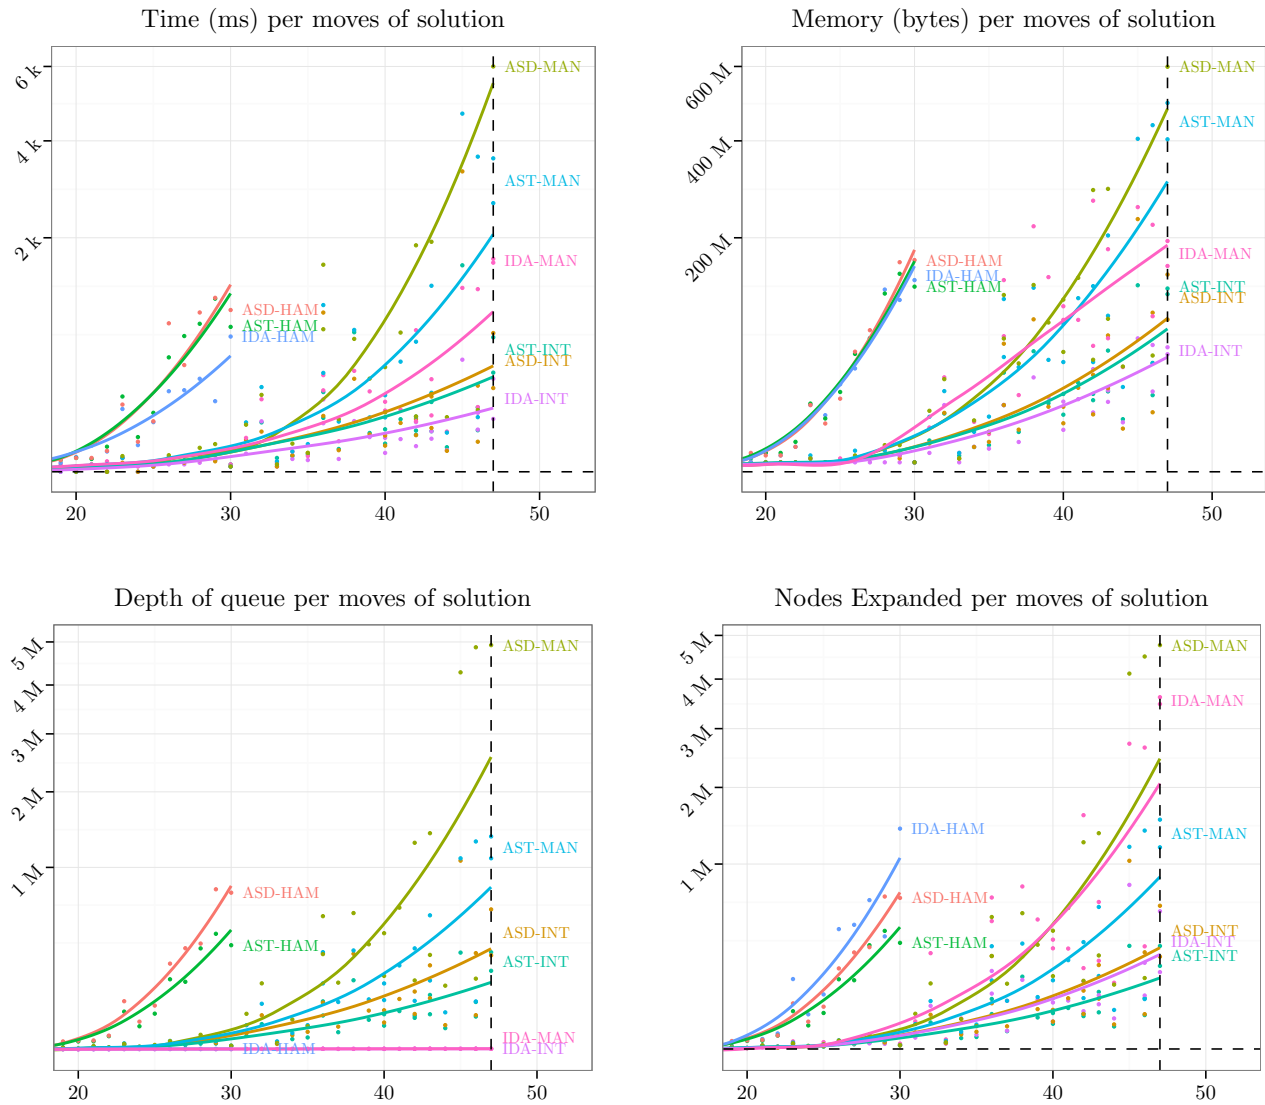 Time (ms) per moves of solution
6 k
4 k
2 k
ASD-MAN
AST-MAN
IDA-MAN
ASD-HAM
AST-HAM
IDA-HAM
AST-INT
ASD-INT
IDA-INT
20 30 40 50
Memory (bytes) per moves of solution
600 M
400 M
200 M
ASD-MAN
AST-MAN
IDA-MAN
ASD-HAM
IDA-HAM
AST-HAM
AST-INT
ASD-INT
IDA-INT
20 30 40 50
Depth of queue per moves of solution
5 M
4 M
3 M
2 M
1 M
ASD-MAN
AST-MAN
ASD-HAM
AST-HAM
ASD-INT
AST-INT
IDA-MAN
IDA-HAM
IDA-INT
20 30 40 50
Nodes Expanded per moves of solution
5 M
4 M
3 M
2 M
1 M
ASD-MAN
IDA-MAN
IDA-HAM
AST-MAN
ASD-HAM
AST-HAM
ASD-INT
IDA-INT
AST-INT
20 30 40 50